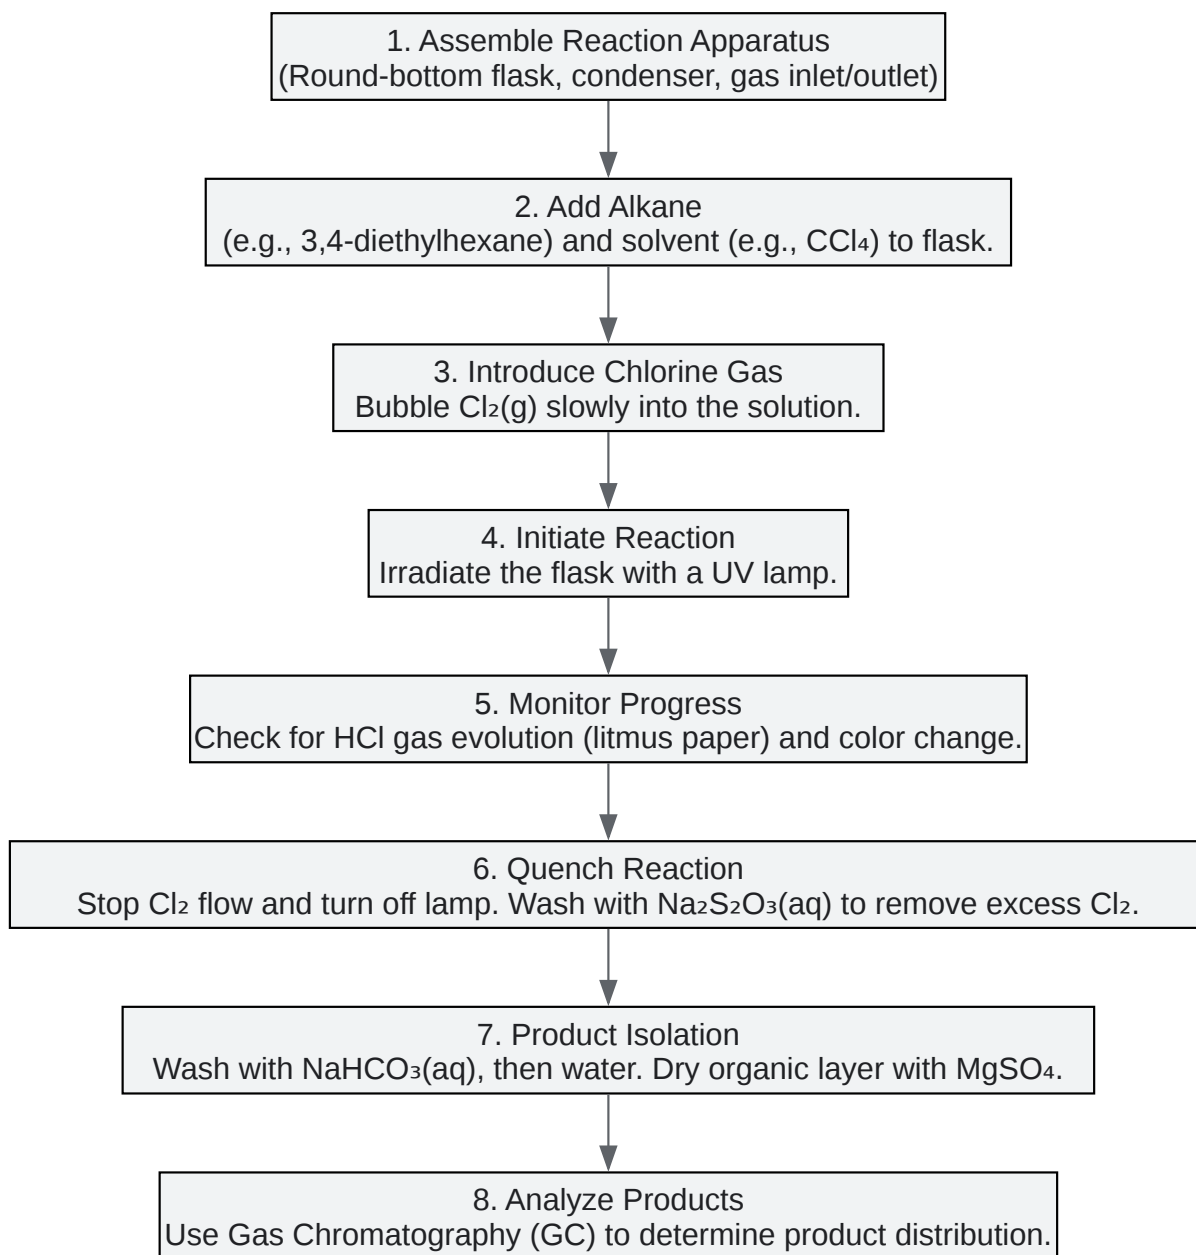 1. Assemble Reaction Apparatus
(Round-bottom flask, condenser, gas inlet/outlet)
2. Add Alkane
(e.g., 3,4-diethylhexane) and solvent (e.g., CCl₄) to flask.
3. Introduce Chlorine Gas
Bubble Cl₂(g) slowly into the solution.
4. Initiate Reaction
Irradiate the flask with a UV lamp.
5. Monitor Progress
Check for HCl gas evolution (litmus paper) and color change.
6. Quench Reaction
Stop Cl₂ flow and turn off lamp. Wash with Na₂S₂O₃(aq) to remove excess Cl₂.
7. Product Isolation
Wash with NaHCO₃(aq), then water. Dry organic layer with MgSO₄.
8. Analyze Products
Use Gas Chromatography (GC) to determine product distribution.